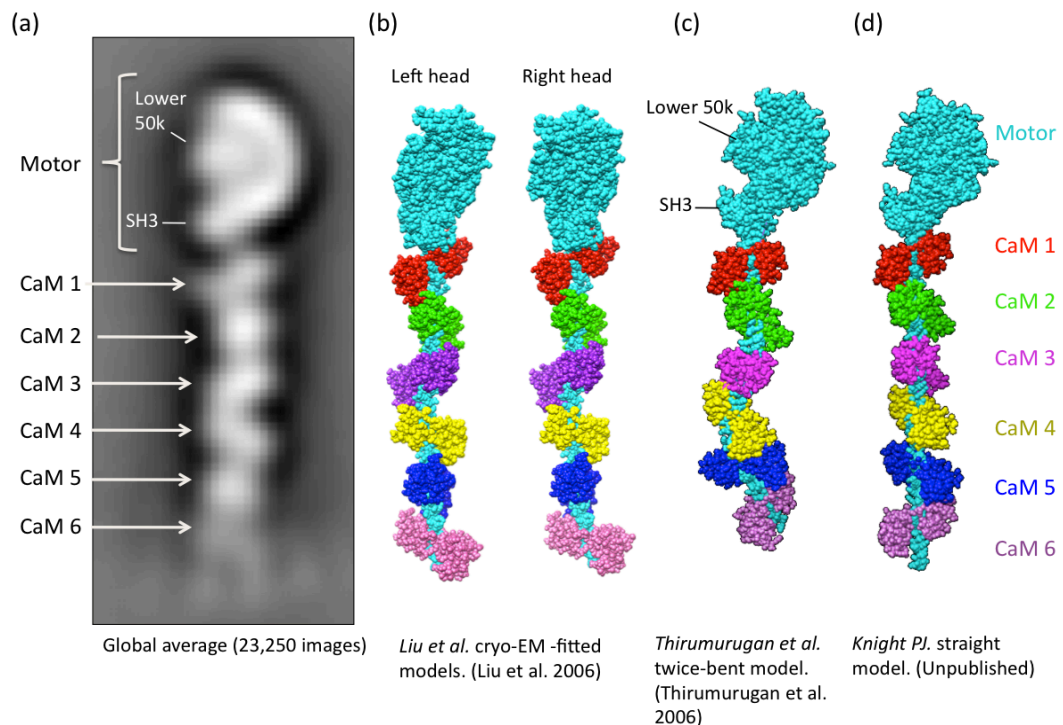 (a)
(b)
(c)
(d)
Left head
Right head
Lower
50k
Motor
SH3
CaM 1
CaM 2
CaM 3
CaM 4
CaM 5
CaM 6
Lower
50k
SH3
Motor
CaM 1
CaM 2
CaM 3
CaM 4
CaM 5
CaM 6
Global average (23,250 images)
Liu et al. cryo-EM -fitted
models. (Liu et al. 2006)
Thirumurugan et al.
twice-bent model.
(Thirumurugan et al.
2006)
Knight PJ. straight
model. (Unpublished)